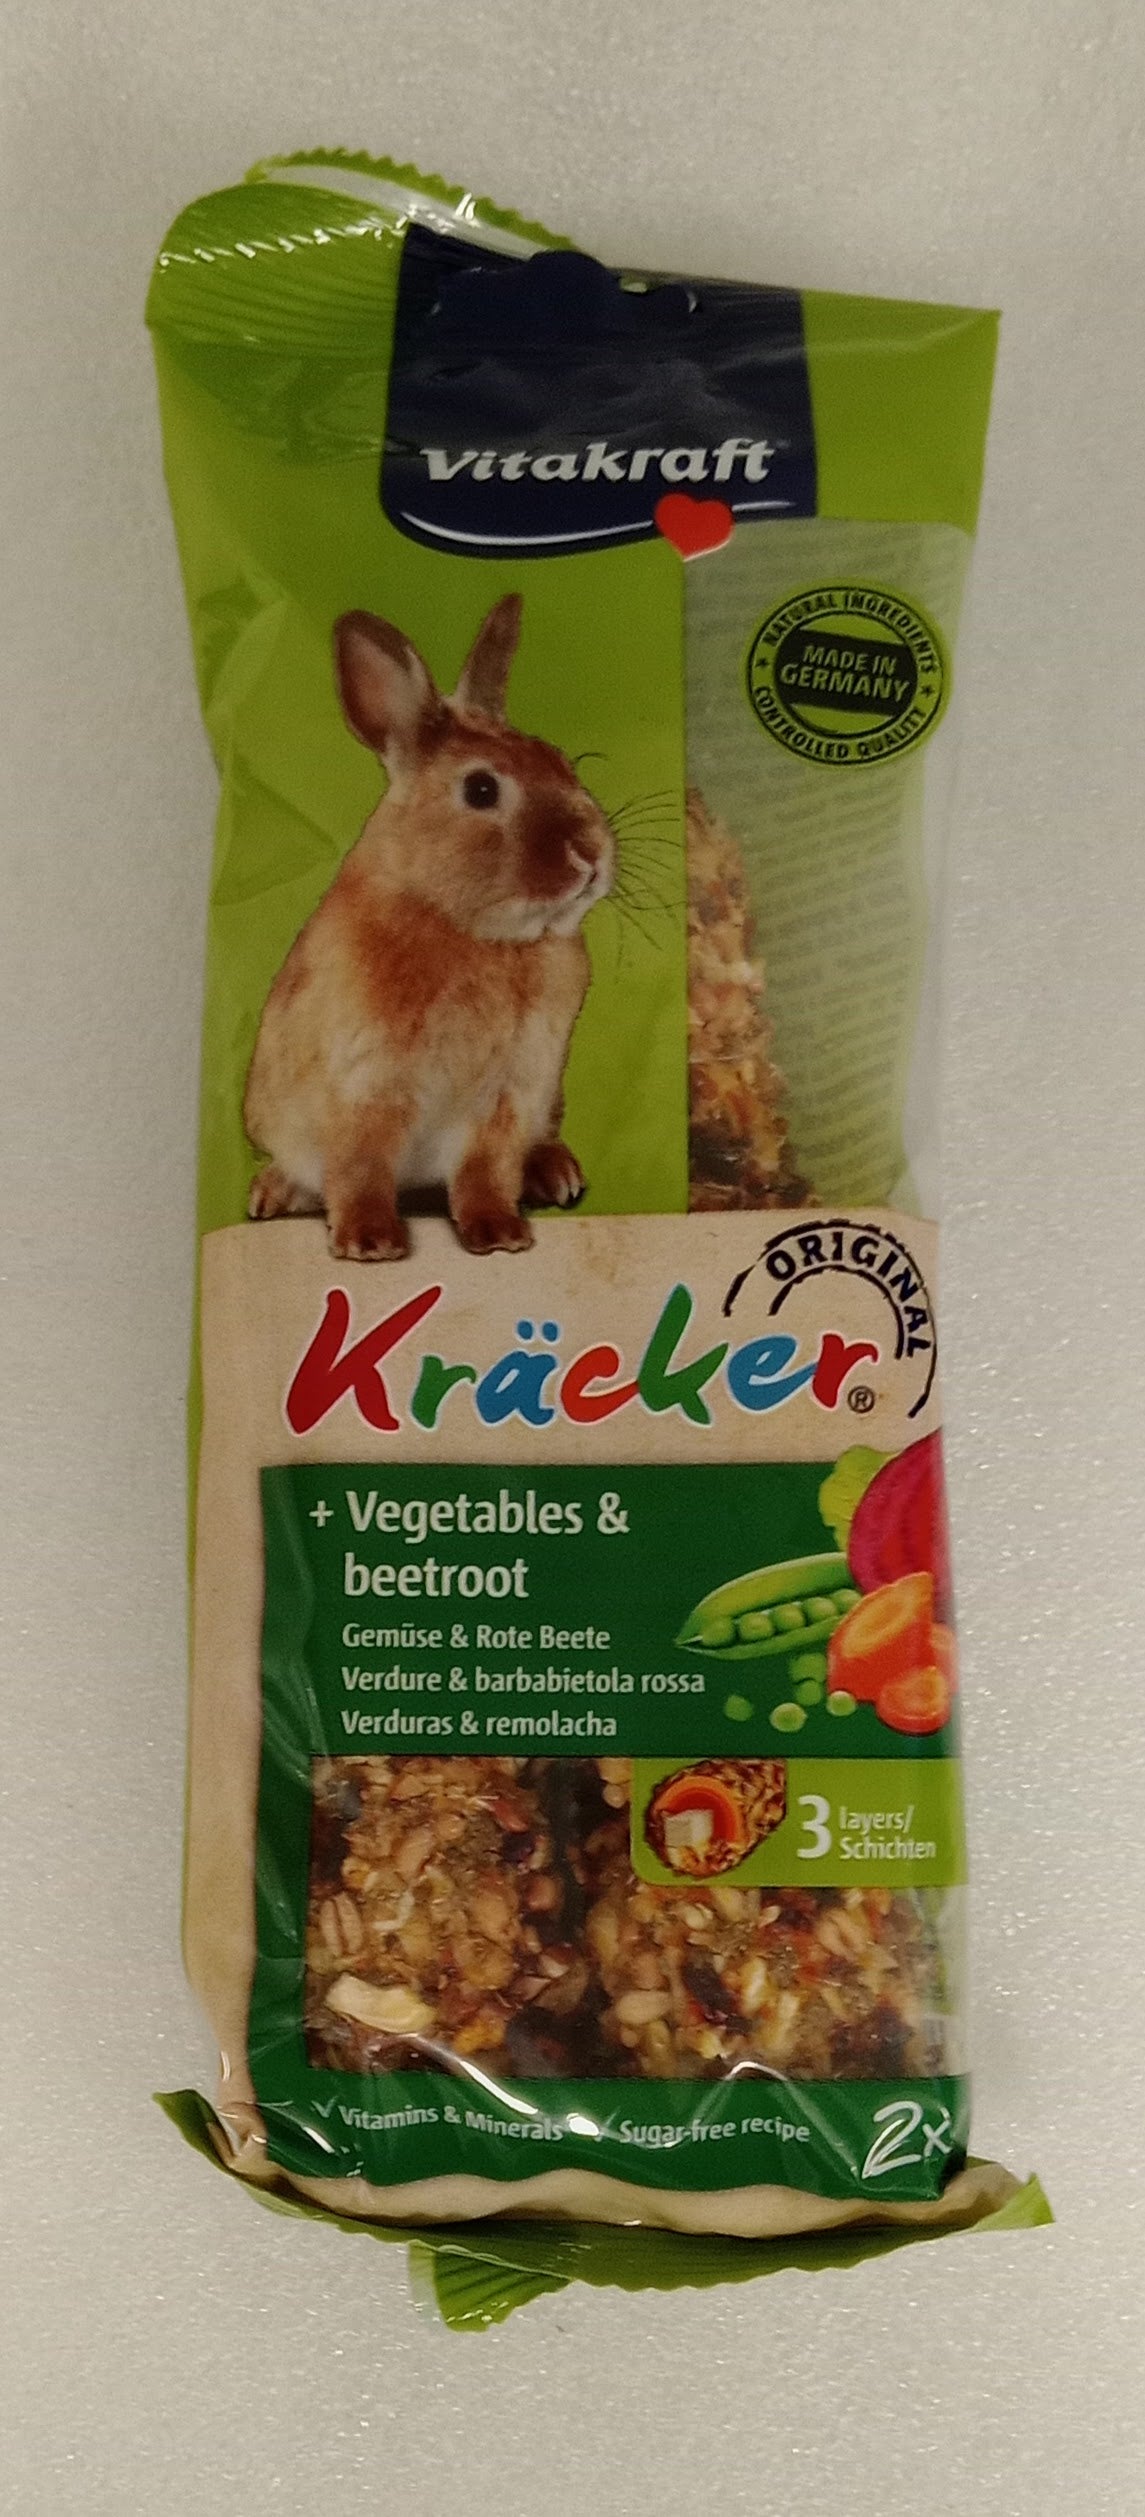 Vitakraft
NATURAL INGREDIENTS
MADE IN
GERMANY
CONTROLLED QUALITY
ORIGINAL
Kräcker®
+ Vegetables &
beetroot
Gemüse & Rote Beete
Verdure & barbabietola rossa
Verduras & remolacha
3 layers/
Schichten
✓ Vitamins & Minerals ✓ Sugar-free recipe
2x